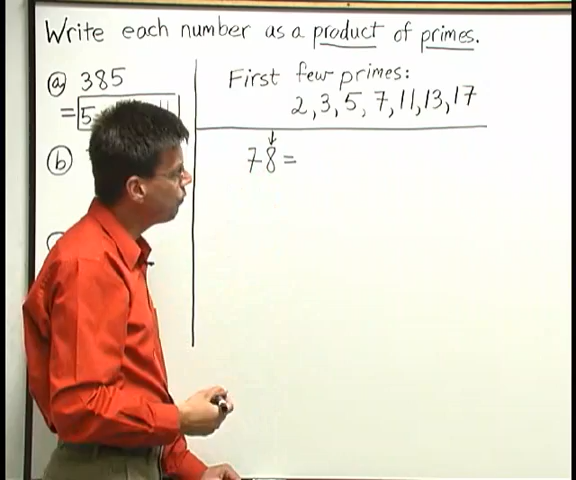 Write each number as a product of primes.
(a) 385
= 5
(b)
First few primes:
2, 3, 5, 7, 11, 13, 17
78 =